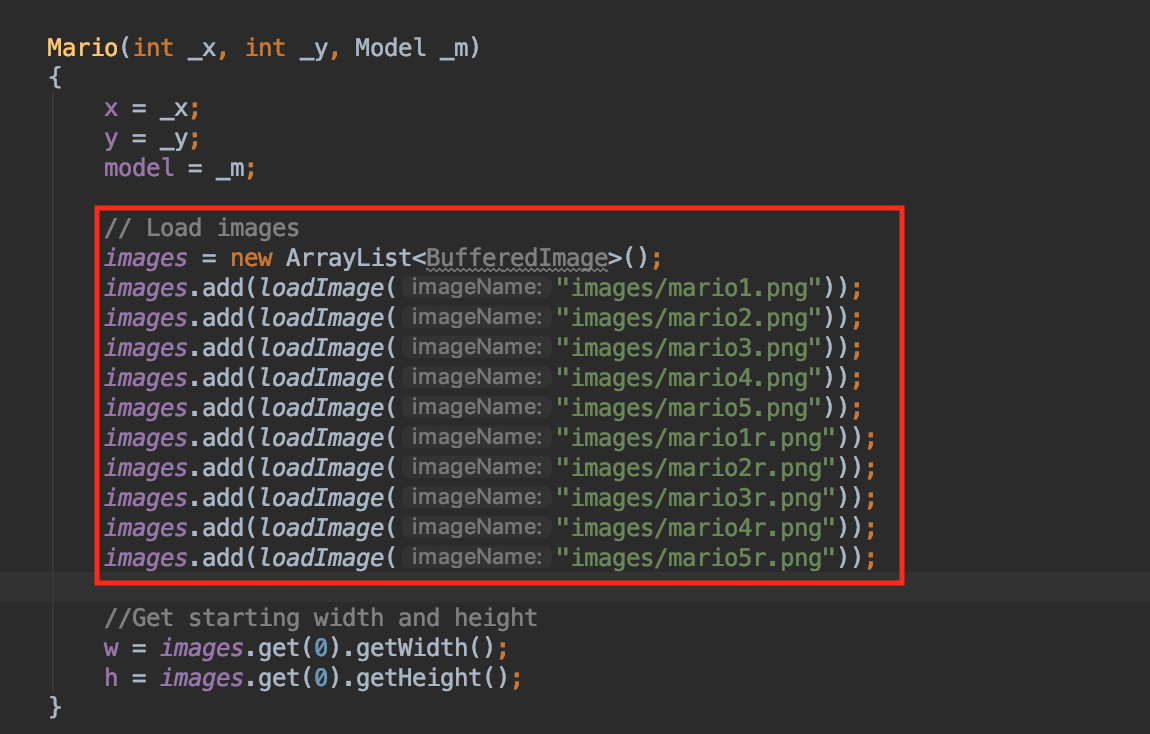 Mario(int _x, int _y, Model _m)
{
x = _x;
y = _y;
model = _m;
// Load images
images = new ArrayList<BufferedImage>();
images.add(loadImage( imageName: "images/mario1.png"));
images.add(loadImage( imageName: "images/mario2.png"));
images.add(loadImage( imageName: "images/mario3.png"));
images.add(loadImage( imageName: "images/mario4.png"));
images.add(loadImage( imageName: "images/mario5.png"));
images.add(loadImage( imageName: "images/mario1r.png"));
images.add(loadImage( imageName: "images/mario2r.png"));
images.add(loadImage( imageName: "images/mario3r.png"));
images.add(loadImage( imageName: "images/mario4r.png"));
images.add(loadImage( imageName: "images/mario5r.png"));
//Get starting width and height
w = images.get(0).getWidth();
h = images.get(0).getHeight();
}